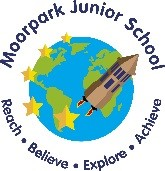 Moorpark Junior School
Reach • Believe • Explore • Achieve